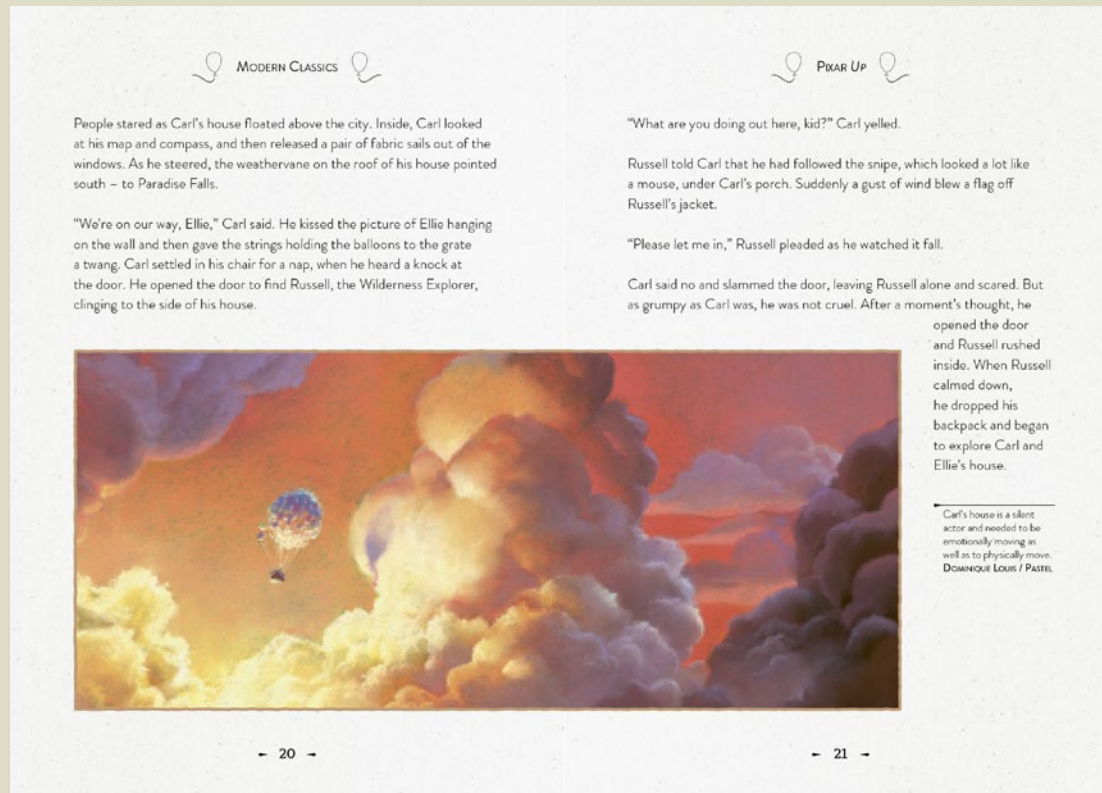 MODERN CLASSICS
People stared as Carl's house floated above the city. Inside, Carl looked
at his map and compass, and then released a pair of fabric sails out of the
windows. As he steered, the weathervane on the roof of his house pointed
south – to Paradise Falls.
“We're on our way, Ellie,” Carl said. He kissed the picture of Ellie hanging
on the wall and then gave the strings holding the balloons to the grate
a twang. Carl settled in his chair for a nap, when he heard a knock at
the door. He opened the door to find Russell, the Wilderness Explorer,
clinging to the side of his house.
20
PIXAR UP
“What are you doing out here, kid?” Carl yelled.
Russell told Carl that he had followed the snipe, which looked a lot like
a mouse, under Carl's porch. Suddenly a gust of wind blew a flag off
Russell's jacket.
“Please let me in,” Russell pleaded as he watched it fall.
Carl said no and slammed the door, leaving Russell alone and scared. But
as grumpy as Carl was, he was not cruel. After a moment's thought, he
opened the door
and Russell rushed
inside. When Russell
calmed down,
he dropped his
backpack and began
to explore Carl and
Ellie's house.
Carl's house is a silent
actor and needed to be
emotionally moving as
well as to physically move.
DOMINIQUE LOUIS / PASTEL
21